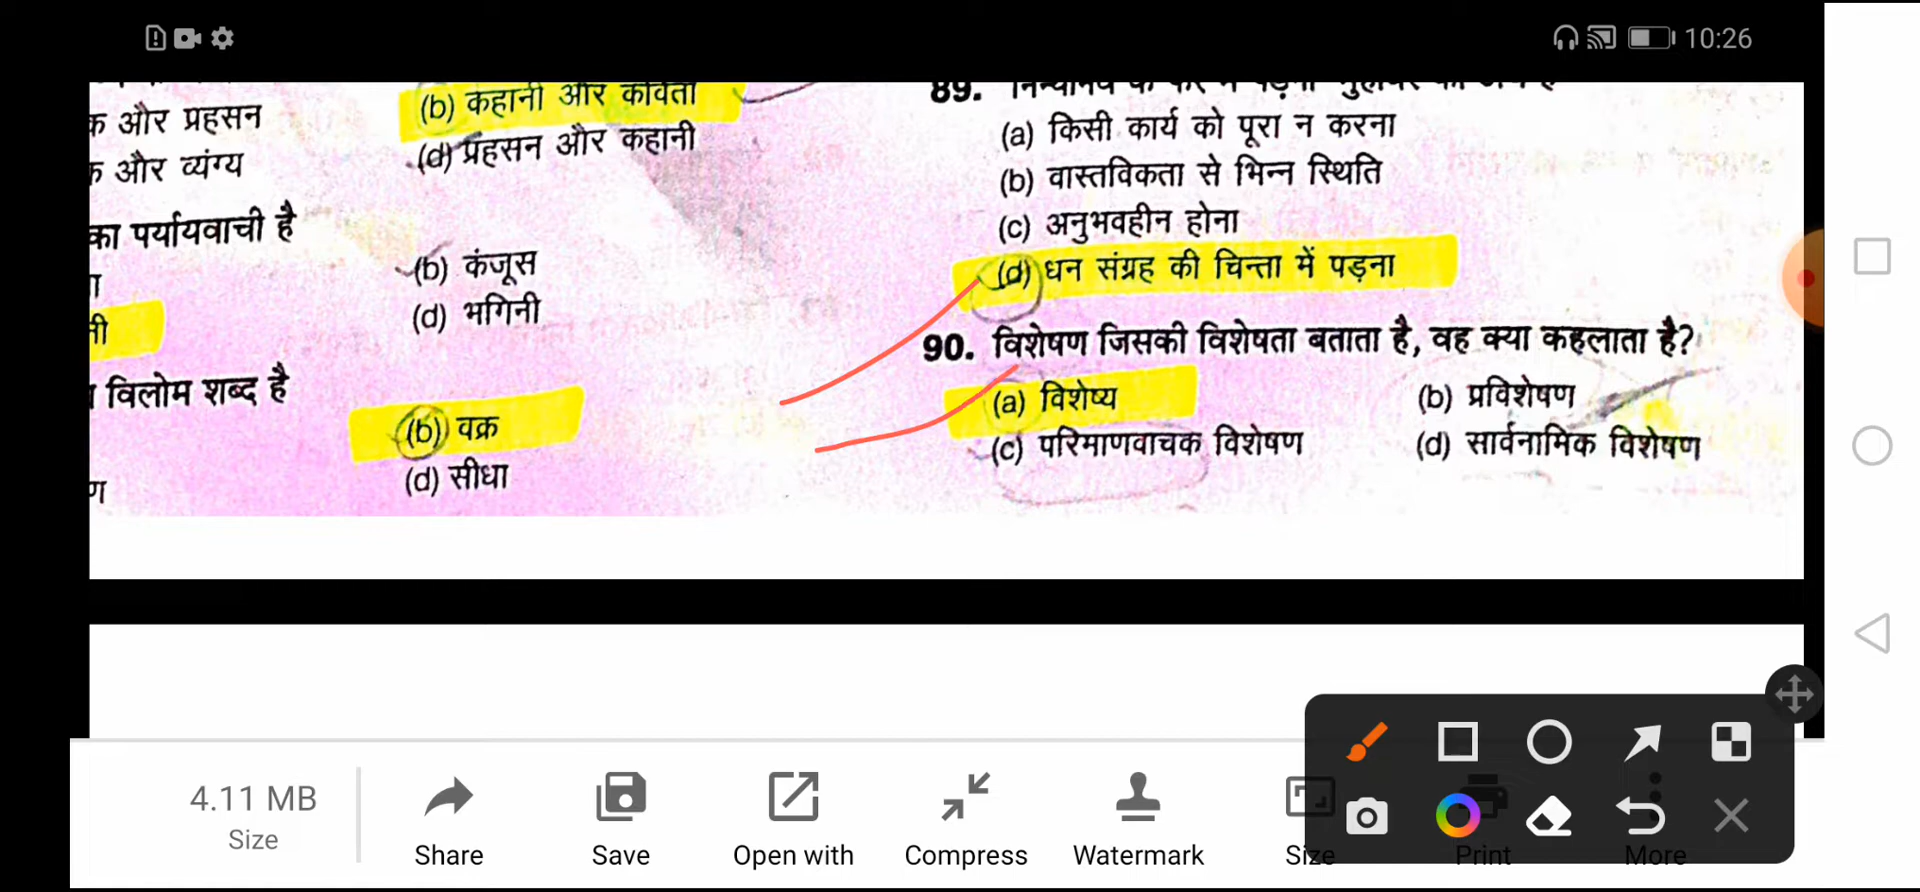 10:26
क और प्रहसन
(b) कहानी और कविता
क और व्यंग्य
(d) प्रहसन और कहानी
का पर्यायवाची है
(b) कंजूस
(d) भगिनी
विलोम शब्द है
(b) वक्र
(d) सीधा
89.
(a) किसी कार्य को पूरा न करना
(b) वास्तविकता से भिन्न स्थिति
(c) अनुभवहीन होना
(d) धन संग्रह की चिन्ता में पड़ना
90. विशेषण जिसकी विशेषता बताता है, वह क्या कहलाता है?
(a) विशेष्य (b) प्रविशेषण
(c) परिमाणवाचक विशेषण (d) सार्वनामिक विशेषण
4.11 MB
Size
Share
Save
Open with
Compress
Watermark
Size
Print
More